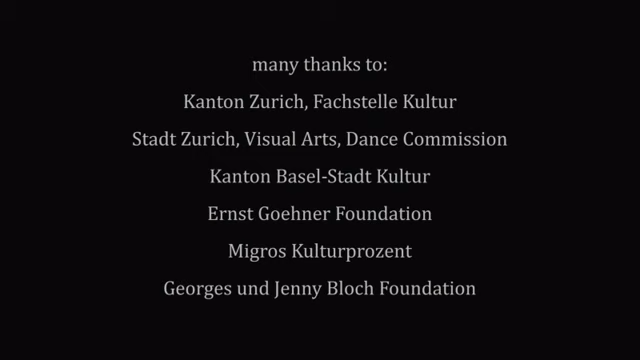 many thanks to:
Kanton Zurich, Fachstelle Kultur
Stadt Zurich, Visual Arts, Dance Commission
Kanton Basel-Stadt Kultur
Ernst Goehner Foundation
Migros Kulturprozent
Georges und Jenny Bloch Foundation